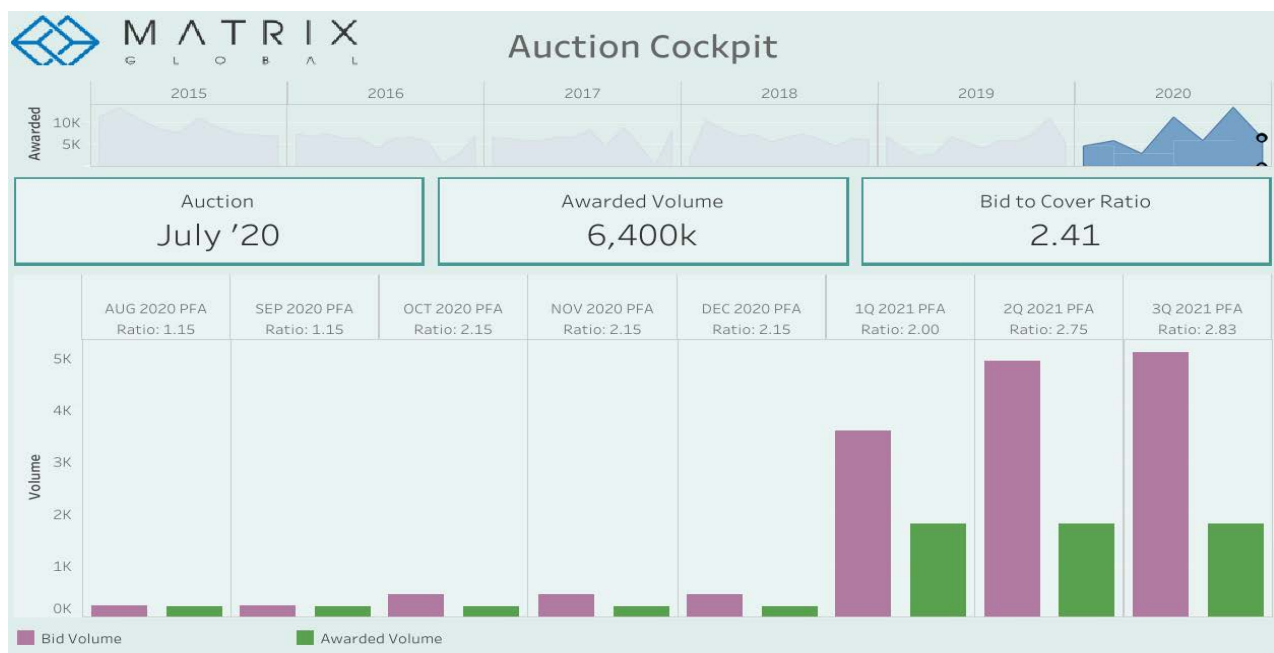 MATRIX
GLOBAL
Auction Cockpit
2015 2016 2017 2018 2019 2020
Awarded
10K
5K
Auction
July ’20
Awarded Volume
6,400k
Bid to Cover Ratio
2.41
AUG 2020 PFA
Ratio: 1.15
SEP 2020 PFA
Ratio: 1.15
OCT 2020 PFA
Ratio: 2.15
NOV 2020 PFA
Ratio: 2.15
DEC 2020 PFA
Ratio: 2.15
1Q 2021 PFA
Ratio: 2.00
2Q 2021 PFA
Ratio: 2.75
3Q 2021 PFA
Ratio: 2.83
Volume
5K
4K
3K
2K
1K
0K
Bid Volume
Awarded Volume